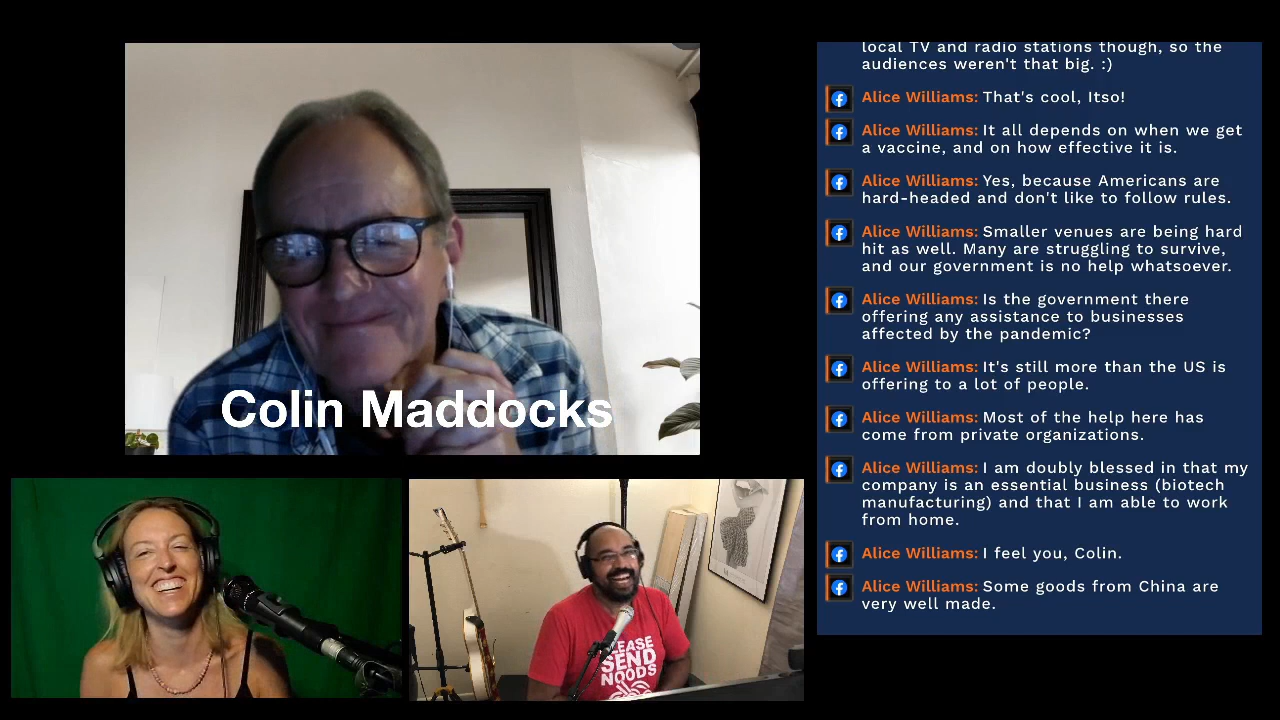 local TV and radio stations though, so the
audiences weren't that big. :)
Alice Williams: That's cool, Itso!
Alice Williams: It all depends on when we get
a vaccine, and on how effective it is.
Alice Williams: Yes, because Americans are
hard-headed and don't like to follow rules.
Alice Williams: Smaller venues are being hard
hit as well. Many are struggling to survive,
and our government is no help whatsoever.
Alice Williams: Is the government there
offering any assistance to businesses
affected by the pandemic?
Alice Williams: It's still more than the US is
offering to a lot of people.
Alice Williams: Most of the help here has
come from private organizations.
Alice Williams: I am doubly blessed in that my
company is an essential business (biotech
manufacturing) and that I am able to work
from home.
Alice Williams: I feel you, Colin.
Alice Williams: Some goods from China are
very well made.
Colin Maddocks
PLEASE
SEND
NOODS